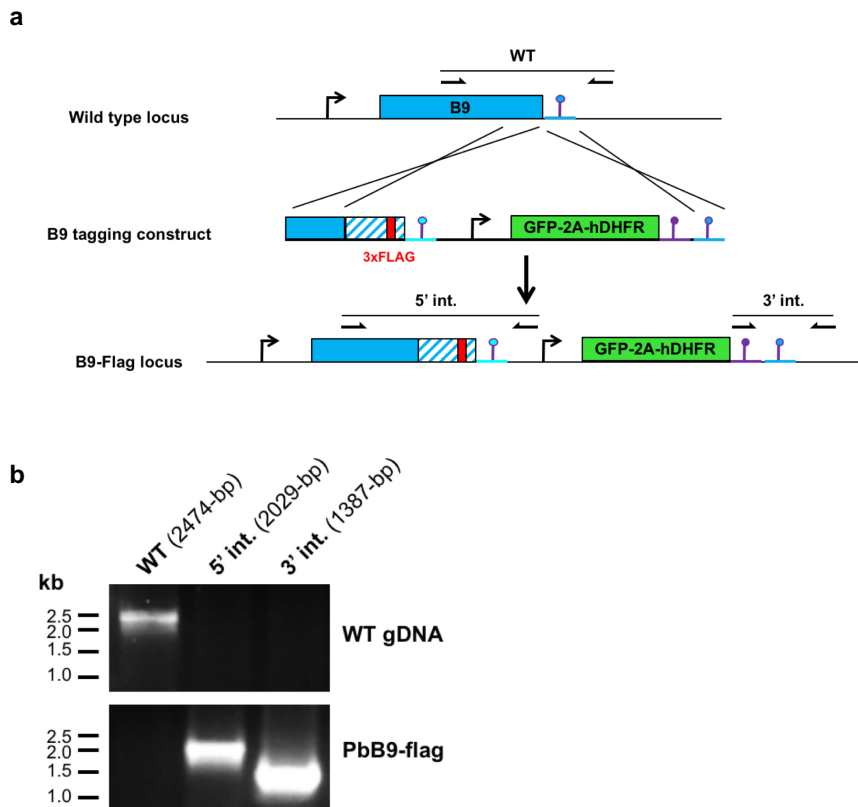 a
WT
B9
Wild type locus
GFP-2A-hDHFR
B9 tagging construct
3xFLAG
5’ int.
3’ int.
GFP-2A-hDHFR
B9-Flag locus
b
WT (2474-bp)
5’ int. (2029-bp)
3’ int. (1387-bp)
kb
2.5
2.0
1.5
1.0
WT gDNA
2.5
2.0
1.5
1.0
PbB9-flag